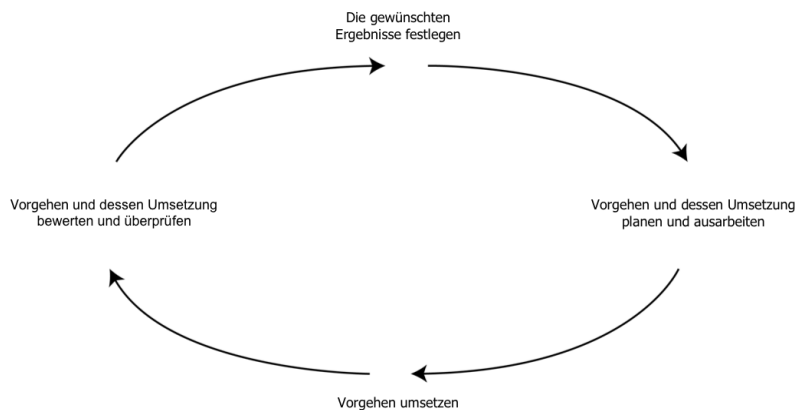 Die gewünschten
Ergebnisse festlegen
Vorgehen und dessen Umsetzung
bewerten und überprüfen
Vorgehen und dessen Umsetzung
planen und ausarbeiten
Vorgehen umsetzen